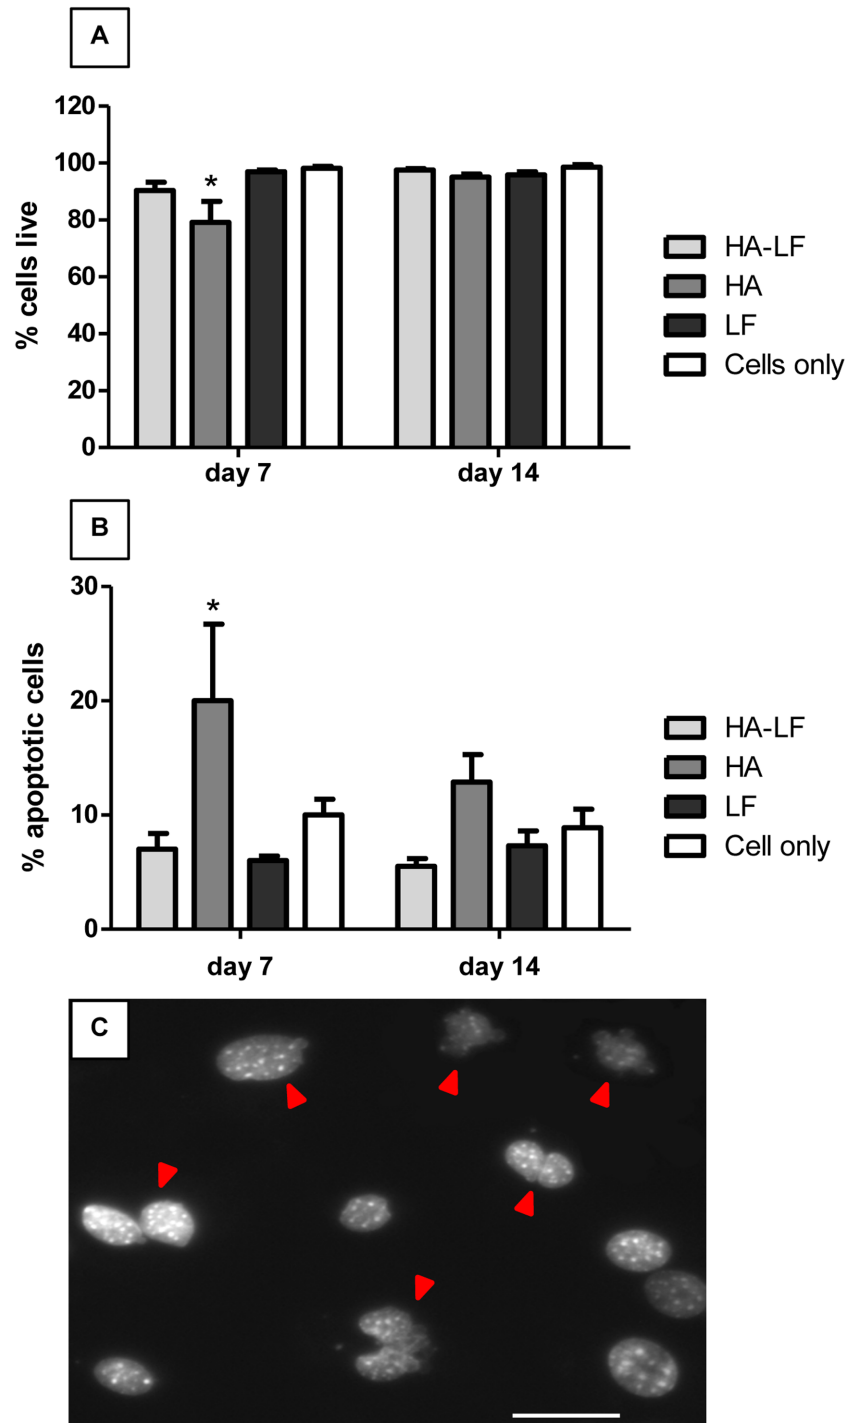 A
120
100
80
60
40
20
0
% cells live
*
day 7
day 14
HA-LF
HA
LF
Cells only
B
30
20
10
0
% apoptotic cells
*
day 7
day 14
HA-LF
HA
LF
Cell only
C